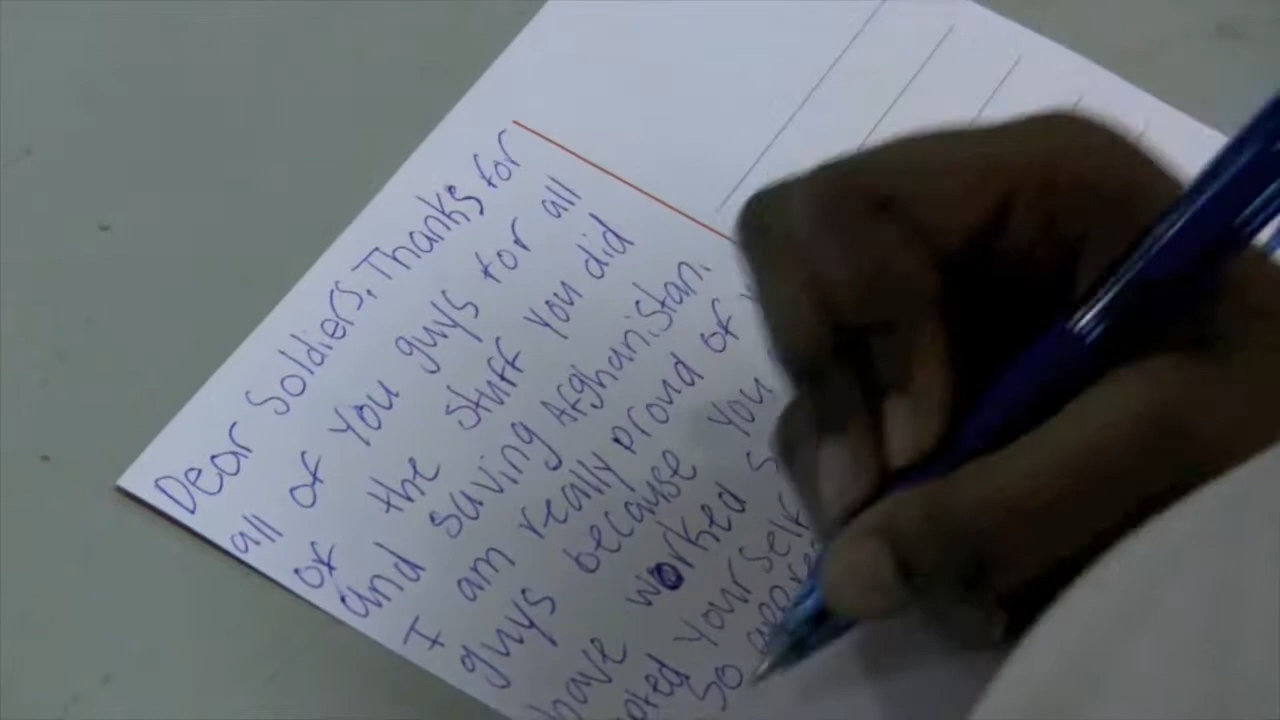 Dear Soldiers, Thanks for
all of You guys for all
of the stuff You did
and saving Afghanistan.
I am really proud of
guys because You
have worked
Yourself
So